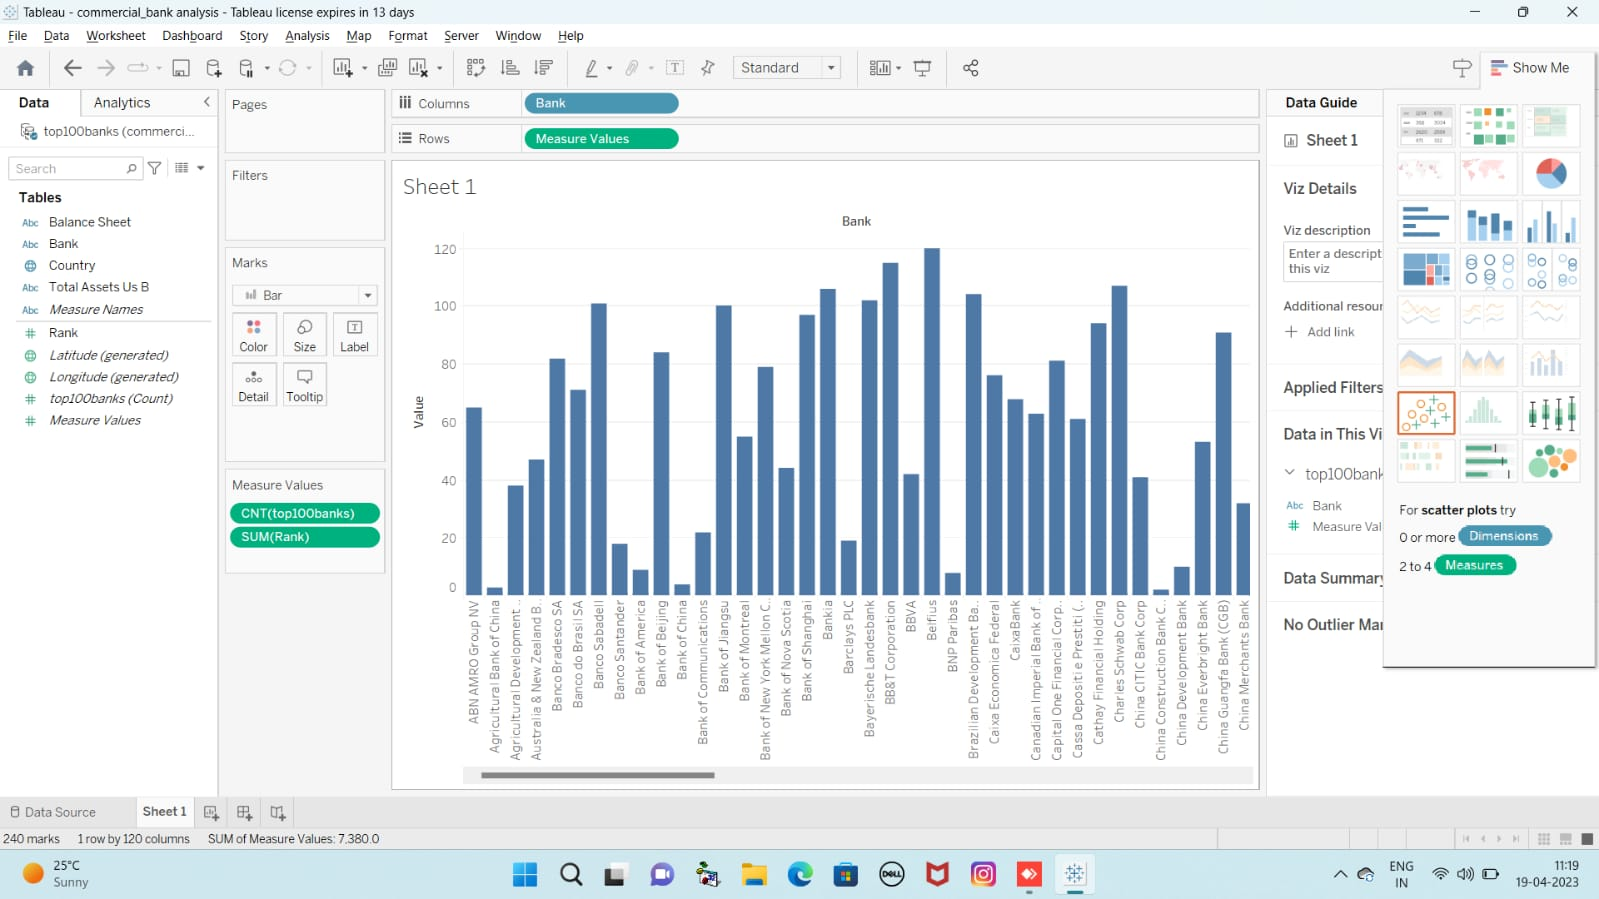 Tableau - commercial_bank analysis - Tableau license expires in 13 days
File Data Worksheet Dashboard Story Analysis Map Format Server Window Help
Standard
Show Me
Data Analytics
top100banks (commerci...
Search
Tables
Abc Balance Sheet
Abc Bank
Country
Abc Total Assets Us B
Abc Measure Names
Rank
Latitude (generated)
Longitude (generated)
top100banks (Count)
Measure Values
Pages
Filters
Marks
Bar
Color Size Label
Detail Tooltip
Measure Values
CNT(top100banks)
SUM(Rank)
Columns Bank
Rows Measure Values
Sheet 1
Bank
Value
120
100
80
60
40
20
0
ABN AMRO Group NV
Agricultural Bank of China
Agricultural Development ..
Australia & New Zealand B..
Banco Bradesco SA
Banco do Brasil SA
Banco Sabadell
Banco Santander
Bank of America
Bank of Beijing
Bank of China
Bank of Communications
Bank of Jiangsu
Bank of Montreal
Bank of New York Mellon C..
Bank of Nova Scotia
Bank of Shanghai
Bankia
Barclays PLC
Bayerische Landesbank
BB&T Corporation
BBVA
Belfius
BNP Paribas
Brazilian Development Ba..
Caixa Economica Federal
CaixaBank
Canadian Imperial Bank of ..
Capital One Financial Corp..
Cassa Depositi e Prestiti (..
Cathay Financial Holding
Charles Schwab Corp
China CITIC Bank Corp
China Construction Bank C..
China Development Bank
China Everbright Bank
China Guangfa Bank (CGB)
China Merchants Bank
Data Guide
Sheet 1
Viz Details
Viz description
Enter a descript
this viz
Additional resour
Add link
Applied Filters
Data in This Vi
top100bank
Abc Bank
Measure Val
Data Summary
No Outlier Mar
For scatter plots try
0 or more Dimensions
2 to 4 Measures
Data Source Sheet 1
240 marks 1 row by 120 columns SUM of Measure Values: 7,380.0
25°C
Sunny
DELL
ENG
IN
11:19
19-04-2023